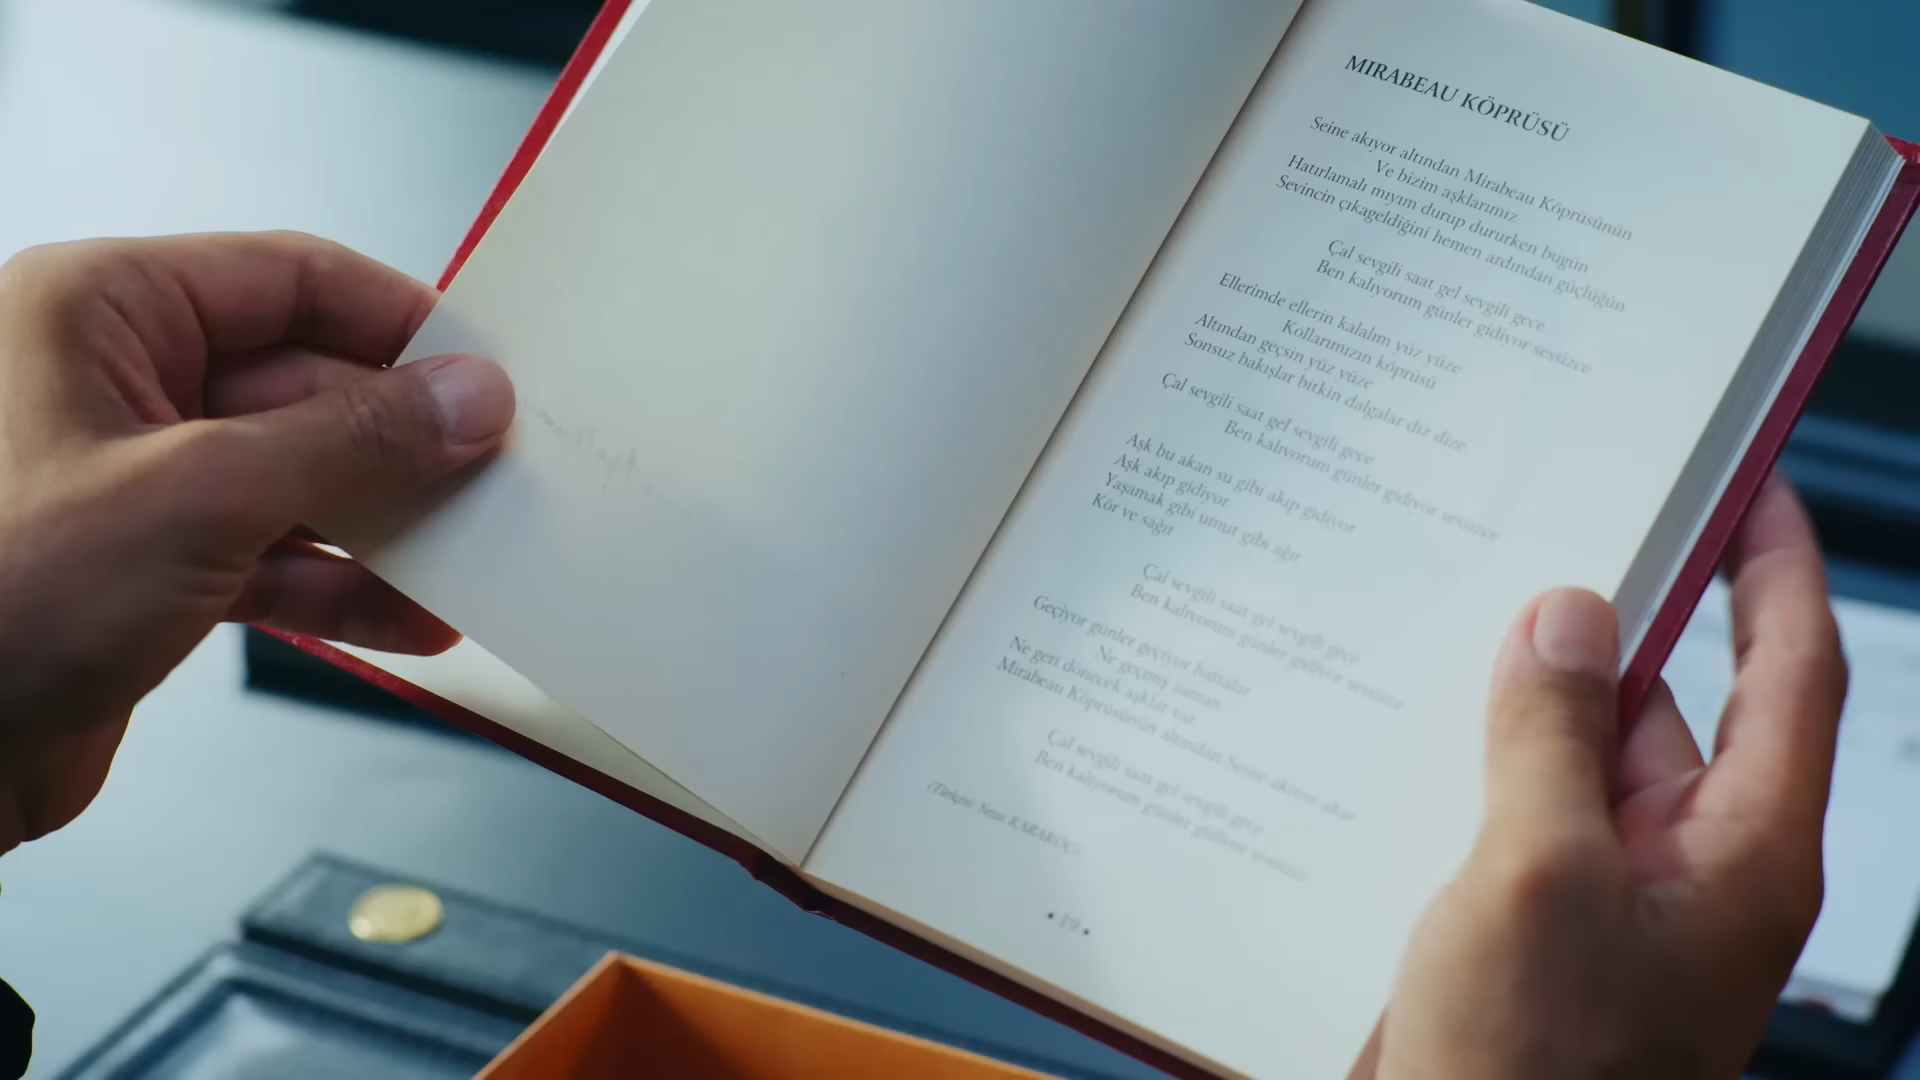 MIRABEAU KÖPRÜSÜ
Seine akıyor altından Mirabeau Köprüsünün
Ve bizim aşklarımız
Hatırlamalı mıyım durup dururken bugün
Sevincin çıkageldiğini hemen ardından güçlüğün
Çal sevgili saat gel sevgili gece
Ben kalıyorum günler gidiyor sessizce
Ellerimde ellerin kalalım yüz yüze
Kollarımızın köprüsü
Altından geçsin yüz yüze
Sonsuz bakışlar bitkin dalgalar diz dize
Çal sevgili saat gel sevgili gece
Ben kalıyorum günler gidiyor sessizce
Aşk bu akan su gibi akıp gidiyor
Aşk akıp gidiyor
Yaşamak gibi umut gibi ağır
Kör ve sağır
Çal sevgili saat gel sevgili gece
Ben kalıyorum günler gidiyor sessizce
Geçiyor günler geçiyor haftalar
Ne geçmiş zaman
Ne geri dönecek aşklar var
Mirabeau Köprüsünün altından Seine akıyor akar
Çal sevgili saat gel sevgili gece
Ben kalıyorum günler gidiyor sessizce
(Türkçesi: Sezai KARAKOÇ)
• 19 •